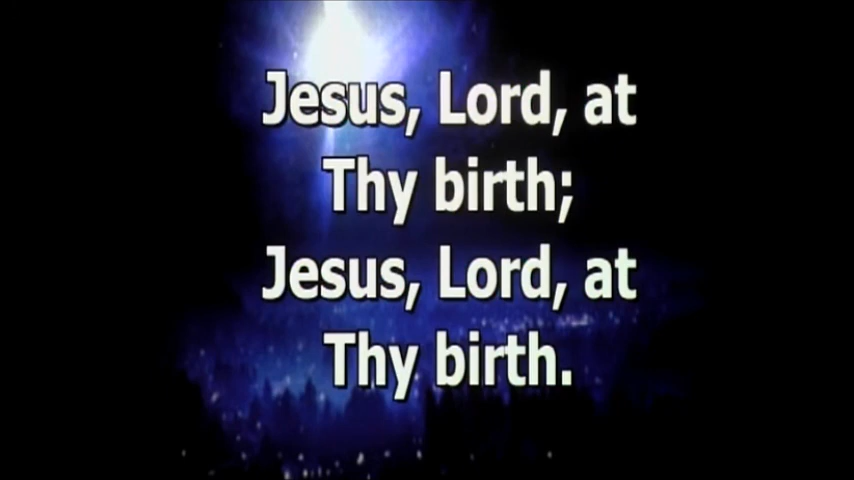 Jesus, Lord, at
Thy birth;
Jesus, Lord, at
Thy birth.